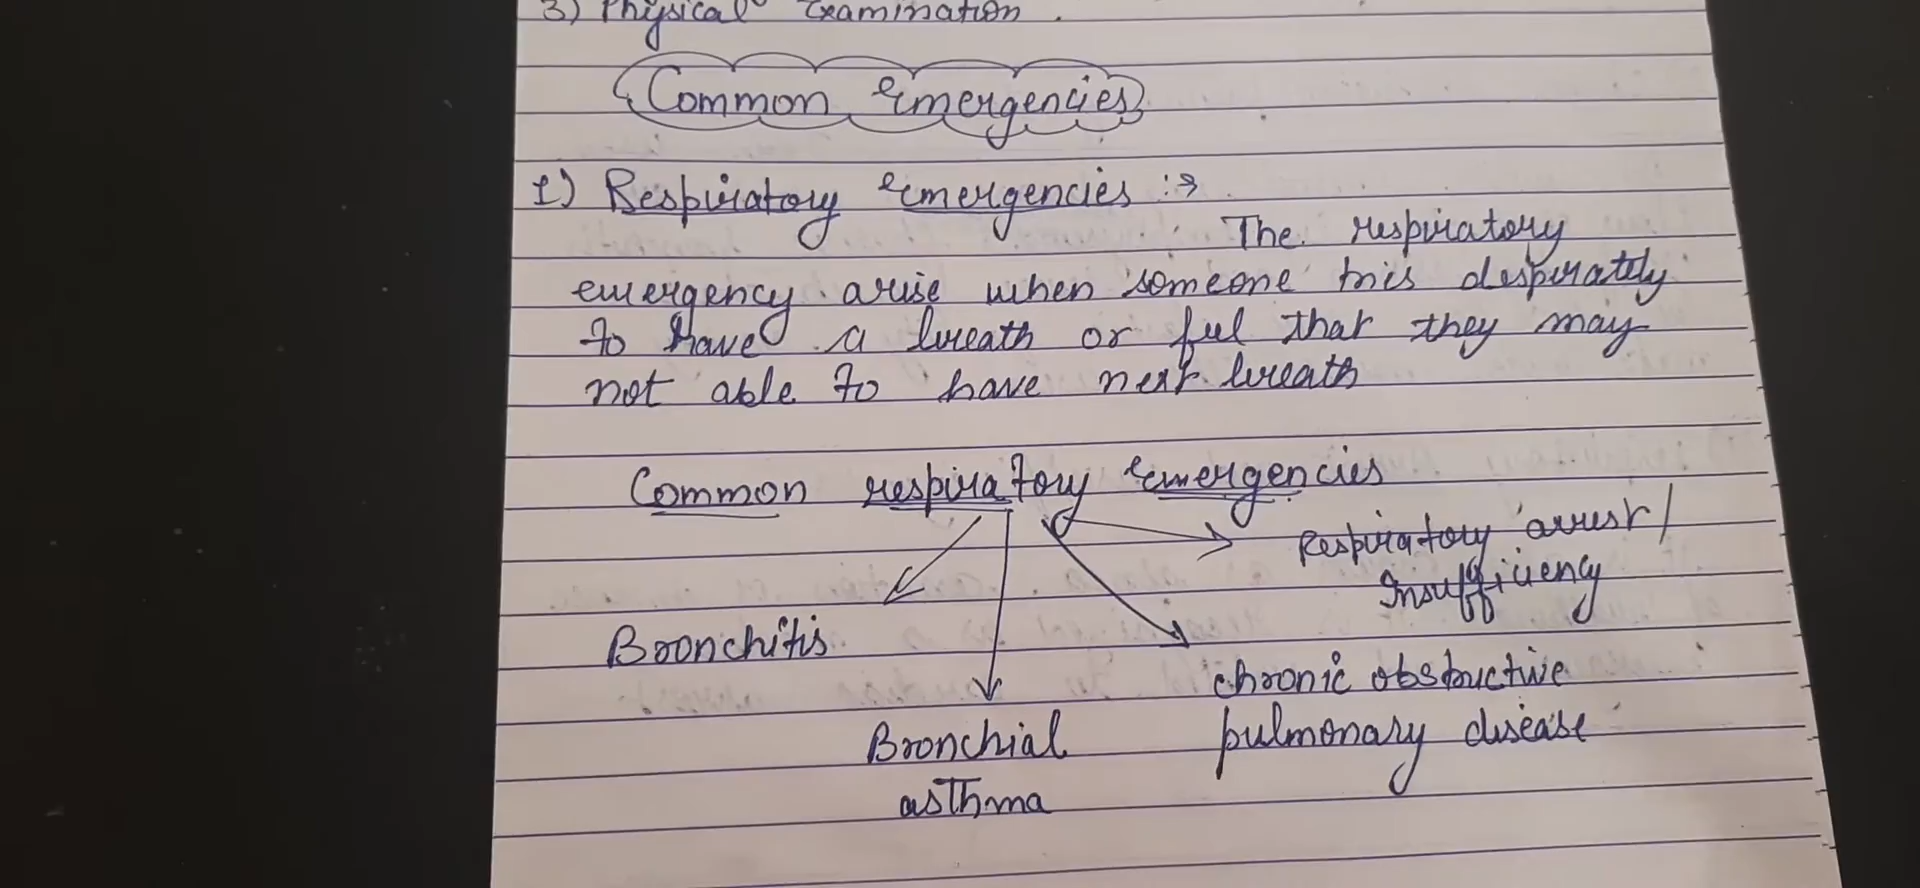 3) Physical Examination.
Common Emergencies
1) Respiratory Emergencies :→
The respiratory
emergency arise when someone tries desperately
to have a breath or feel that they may
not able to have next breath
Common respiratory emergencies
Respiratory arrest/
Insufficiency
Bronchitis
chronic obstructive
pulmonary disease
Bronchial
asthma